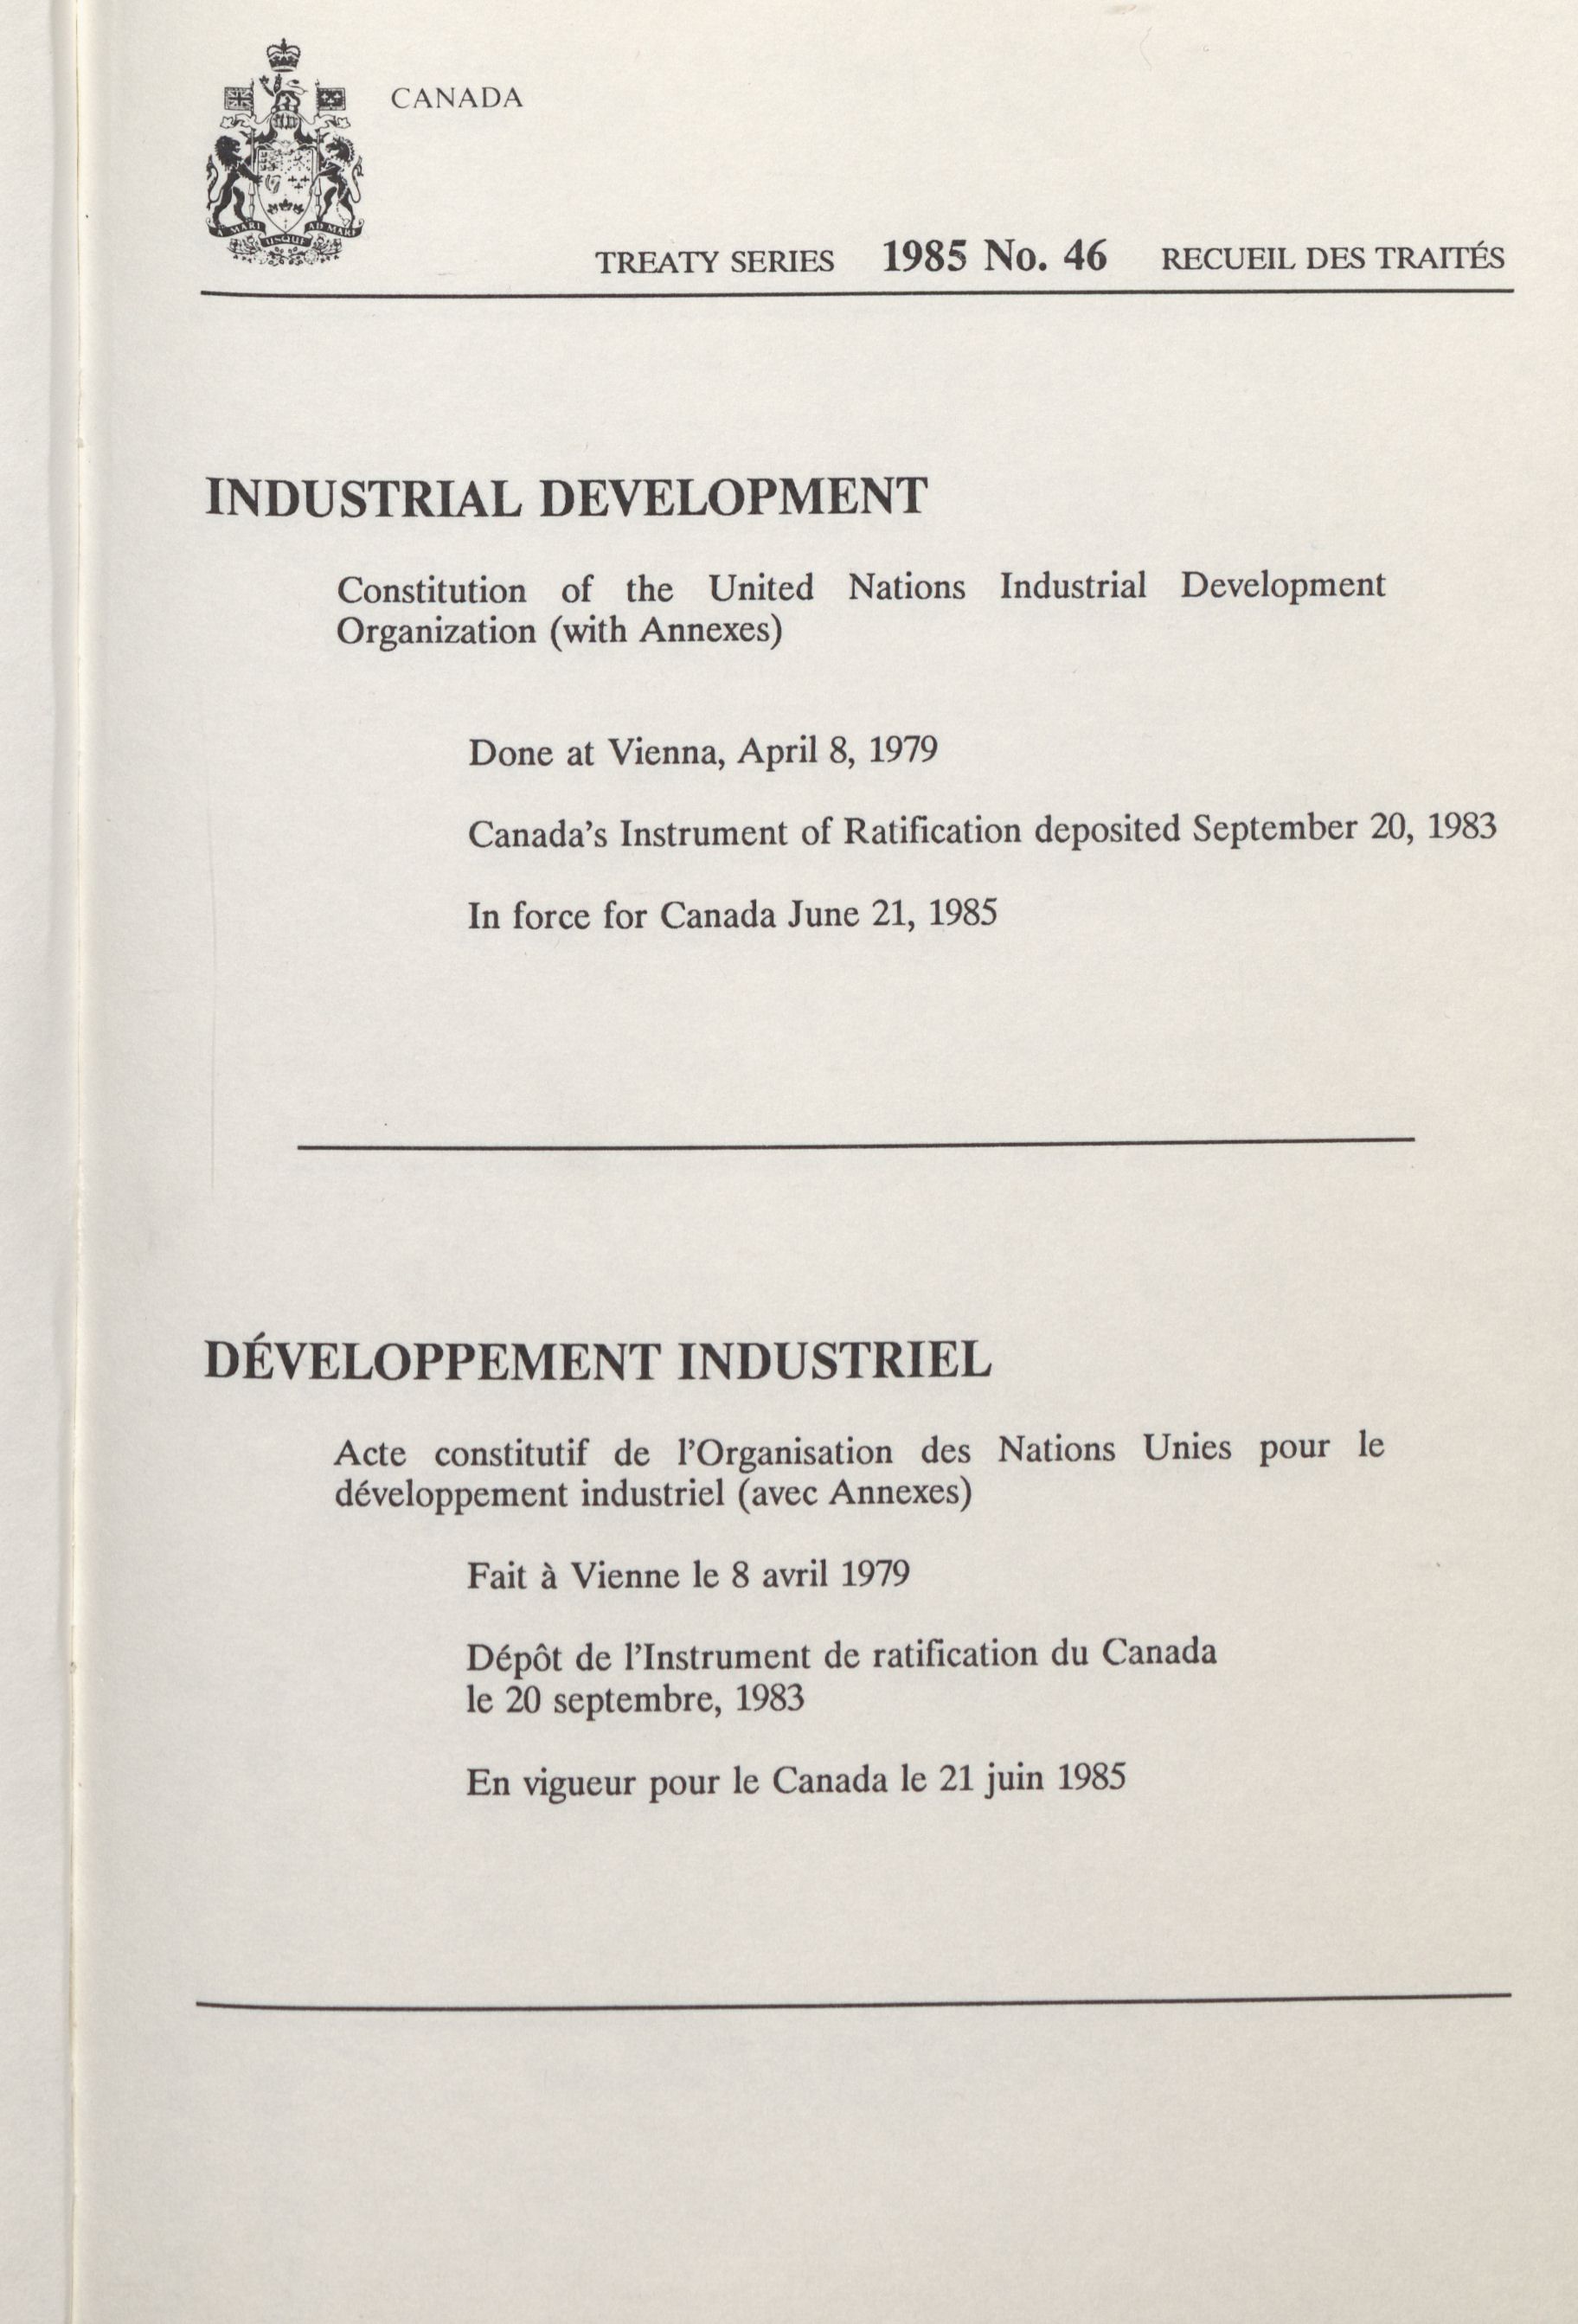 CANADA
TREATY SERIES 1985 No. 46 RECUEIL DES TRAITÉS
A MARI USQUE AD MARE
INDUSTRIAL DEVELOPMENT
Constitution of the United Nations Industrial Development
Organization (with Annexes)
Done at Vienna, April 8, 1979
Canada's Instrument of Ratification deposited September 20, 1983
In force for Canada June 21, 1985
DÉVELOPPEMENT INDUSTRIEL
Acte constitutif de l'Organisation des Nations Unies pour le
développement industriel (avec Annexes)
Fait à Vienne le 8 avril 1979
Dépôt de l'Instrument de ratification du Canada
le 20 septembre, 1983
En vigueur pour le Canada le 21 juin 1985